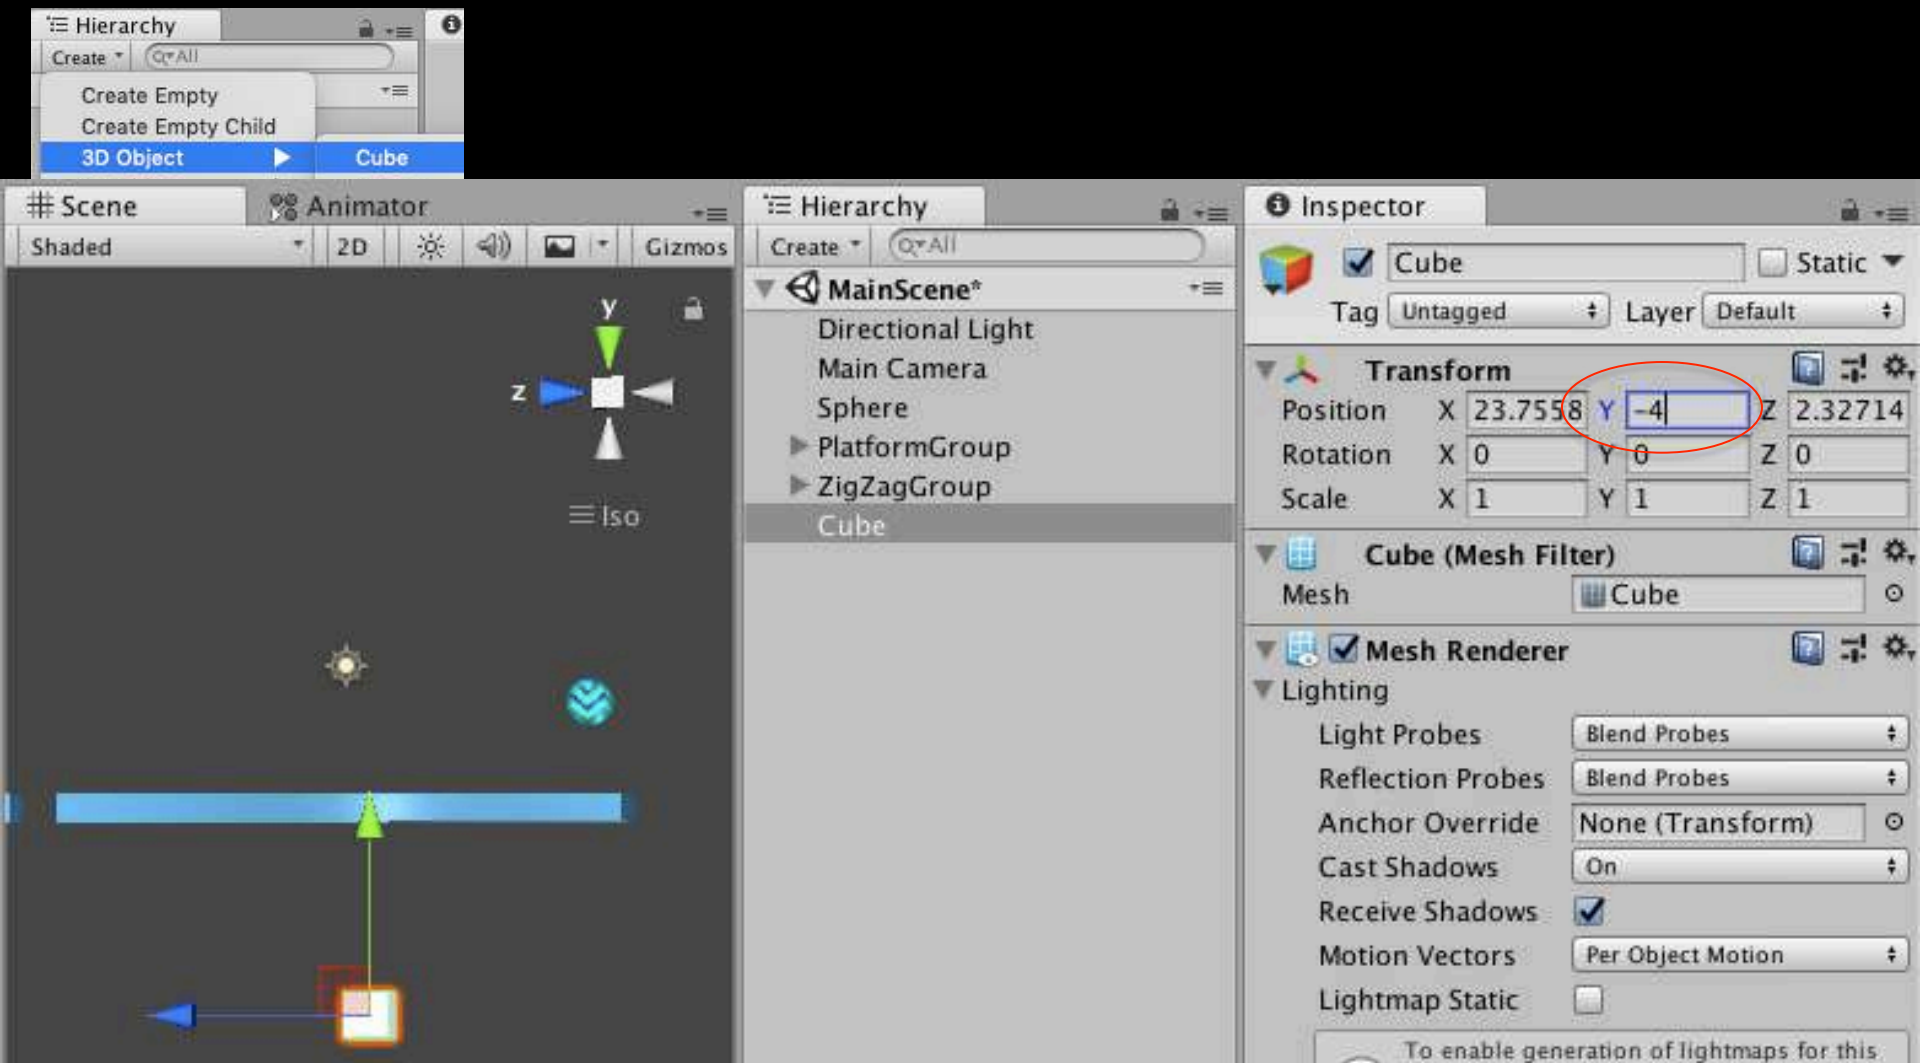 Hierarchy
Create All
Create Empty
Create Empty Child
3D Object Cube
Scene Animator
Shaded 2D Gizmos
y
z
Iso
Hierarchy
Create All
MainScene*
Directional Light
Main Camera
Sphere
PlatformGroup
ZigZagGroup
Cube
Inspector
Cube Static
Tag Untagged Layer Default
Transform
Position X 23.7558 Y -4 Z 2.32714
Rotation X 0 Y 0 Z 0
Scale X 1 Y 1 Z 1
Cube (Mesh Filter)
Mesh Cube
Mesh Renderer
Lighting
Light Probes Blend Probes
Reflection Probes Blend Probes
Anchor Override None (Transform)
Cast Shadows On
Receive Shadows
Motion Vectors Per Object Motion
Lightmap Static
To enable generation of lightmaps for this